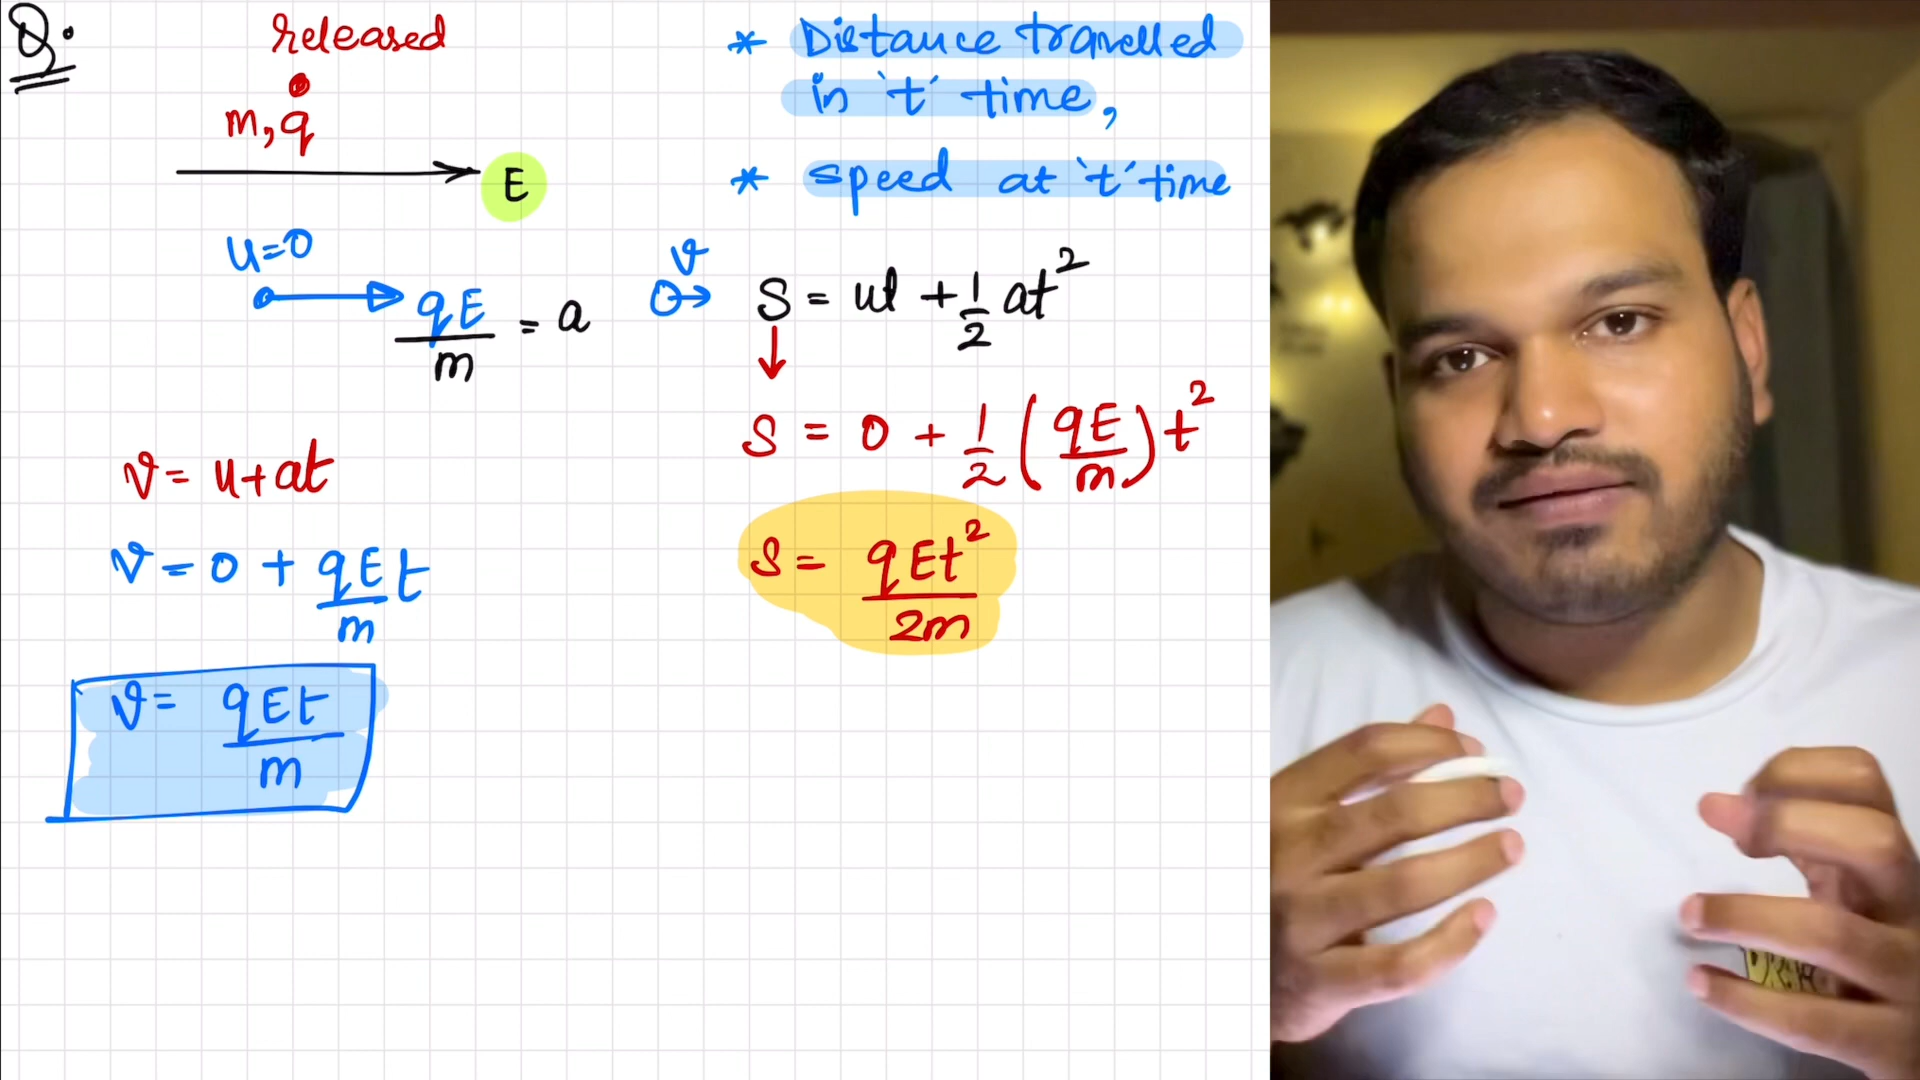 Q.
released
m, q
E
* Distance travelled
in 't' time,
* speed at 't' time
u=0
qE/m = a
v
S = ut + 1/2 at²
S = 0 + 1/2 (qE/m) t²
S = qEt²/2m
v = u+at
v = 0 + qE/m t
v = qEt/m